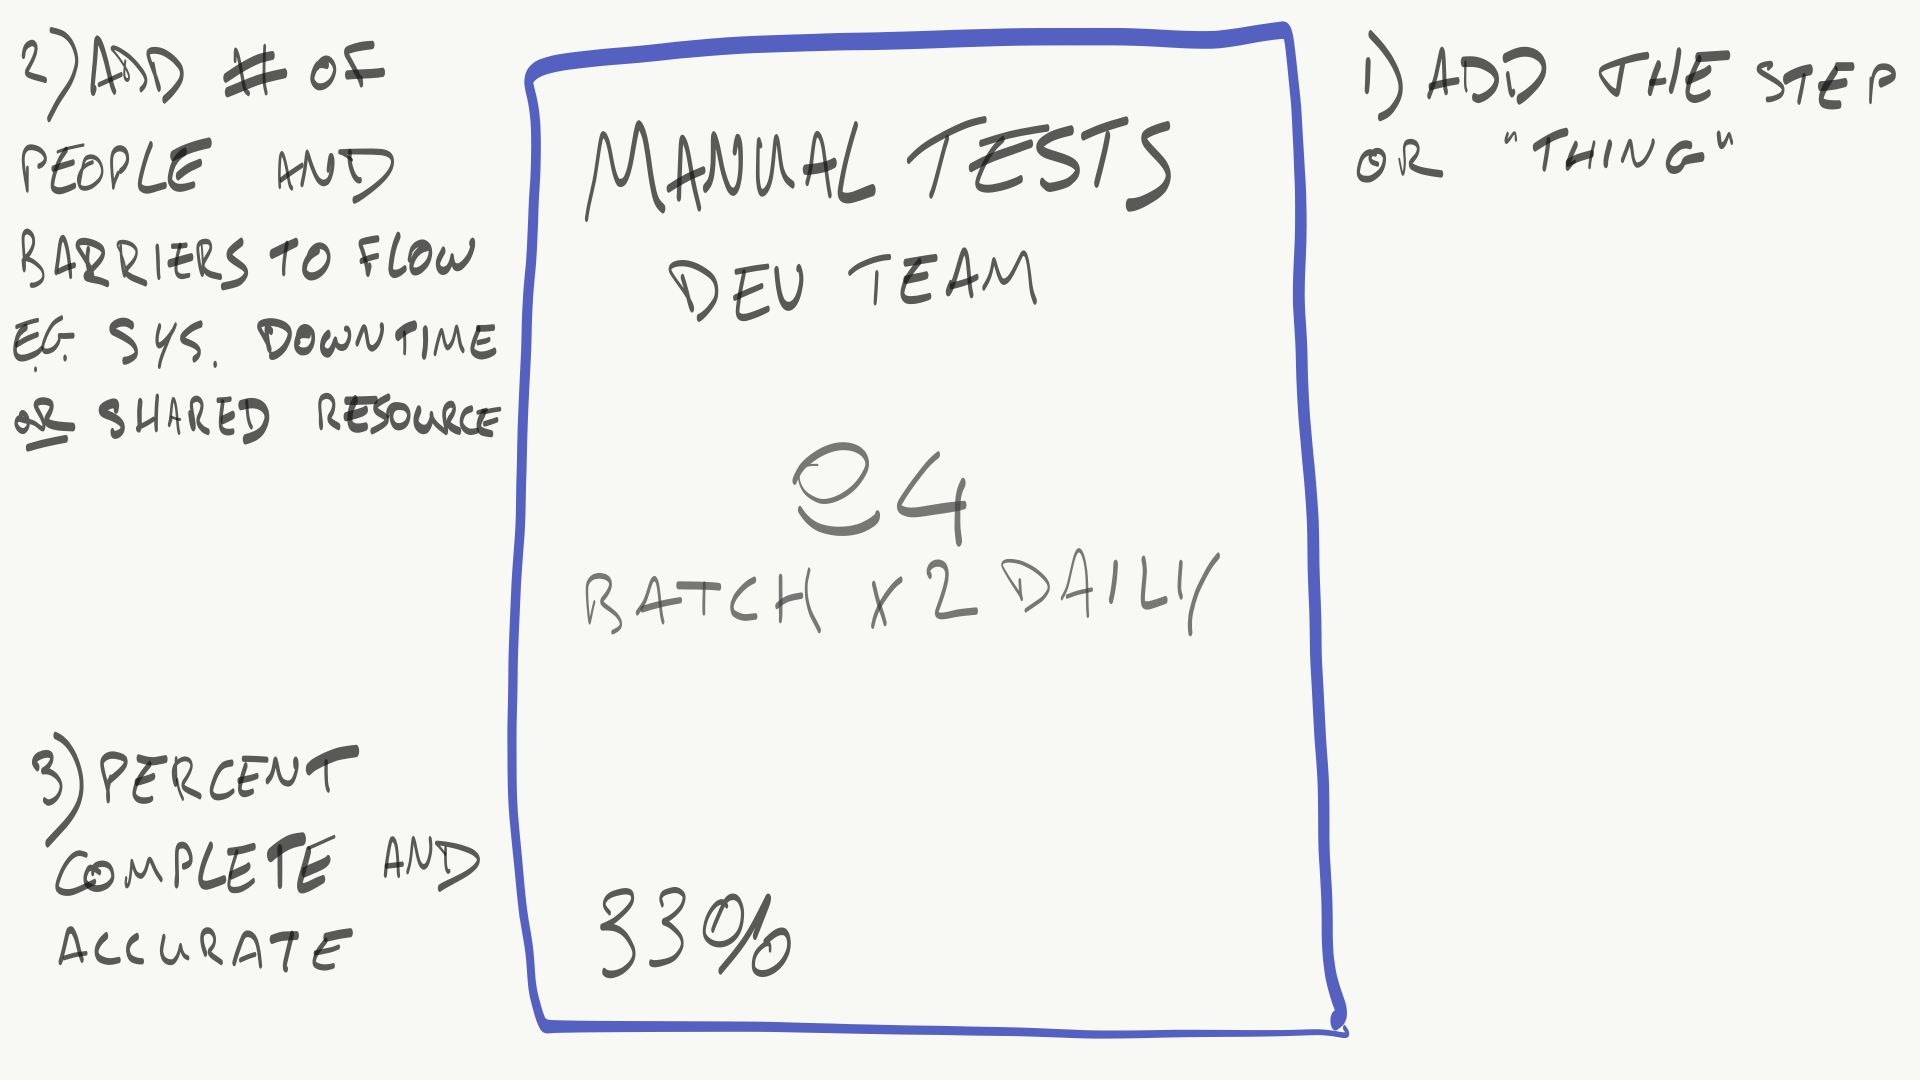 1) ADD THE STEP
OR "THING"
2) ADD # OF
PEOPLE AND
BARRIERS TO FLOW
E.G. SYS. DOWNTIME
OR SHARED RESOURCE
3) PERCENT
COMPLETE AND
ACCURATE
MANUAL TESTS
DEV TEAM
4
BATCH x2 DAILY
33%